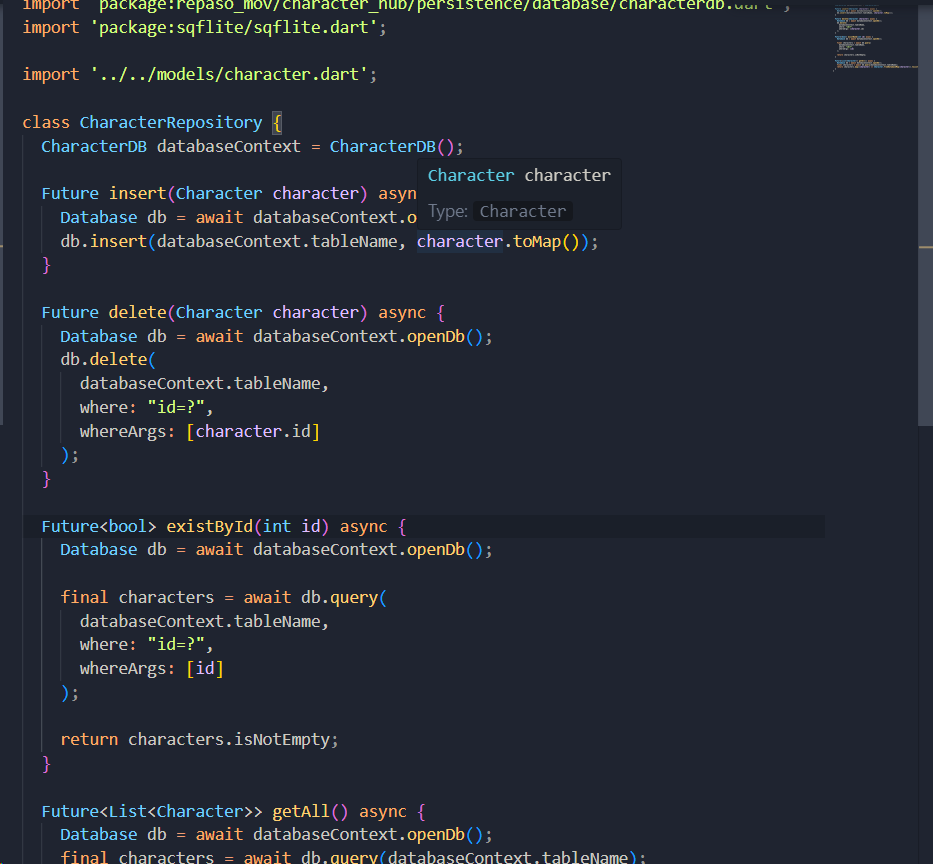 import 'package:repaso_mov/character_hub/persistence/database/characterdb.dart';
import 'package:sqflite/sqflite.dart';
import '../../models/character.dart';
class CharacterRepository {
CharacterDB databaseContext = CharacterDB();
Future insert(Character character) asyn
Character character
Type: Character
Database db = await databaseContext.o
db.insert(databaseContext.tableName, character.toMap());
}
Future delete(Character character) async {
Database db = await databaseContext.openDb();
db.delete(
databaseContext.tableName,
where: "id=?",
whereArgs: [character.id]
);
}
Future<bool> existById(int id) async {
Database db = await databaseContext.openDb();
final characters = await db.query(
databaseContext.tableName,
where: "id=?",
whereArgs: [id]
);
return characters.isNotEmpty;
}
Future<List<Character>> getAll() async {
Database db = await databaseContext.openDb();
final characters = await db.query(databaseContext.tableName);